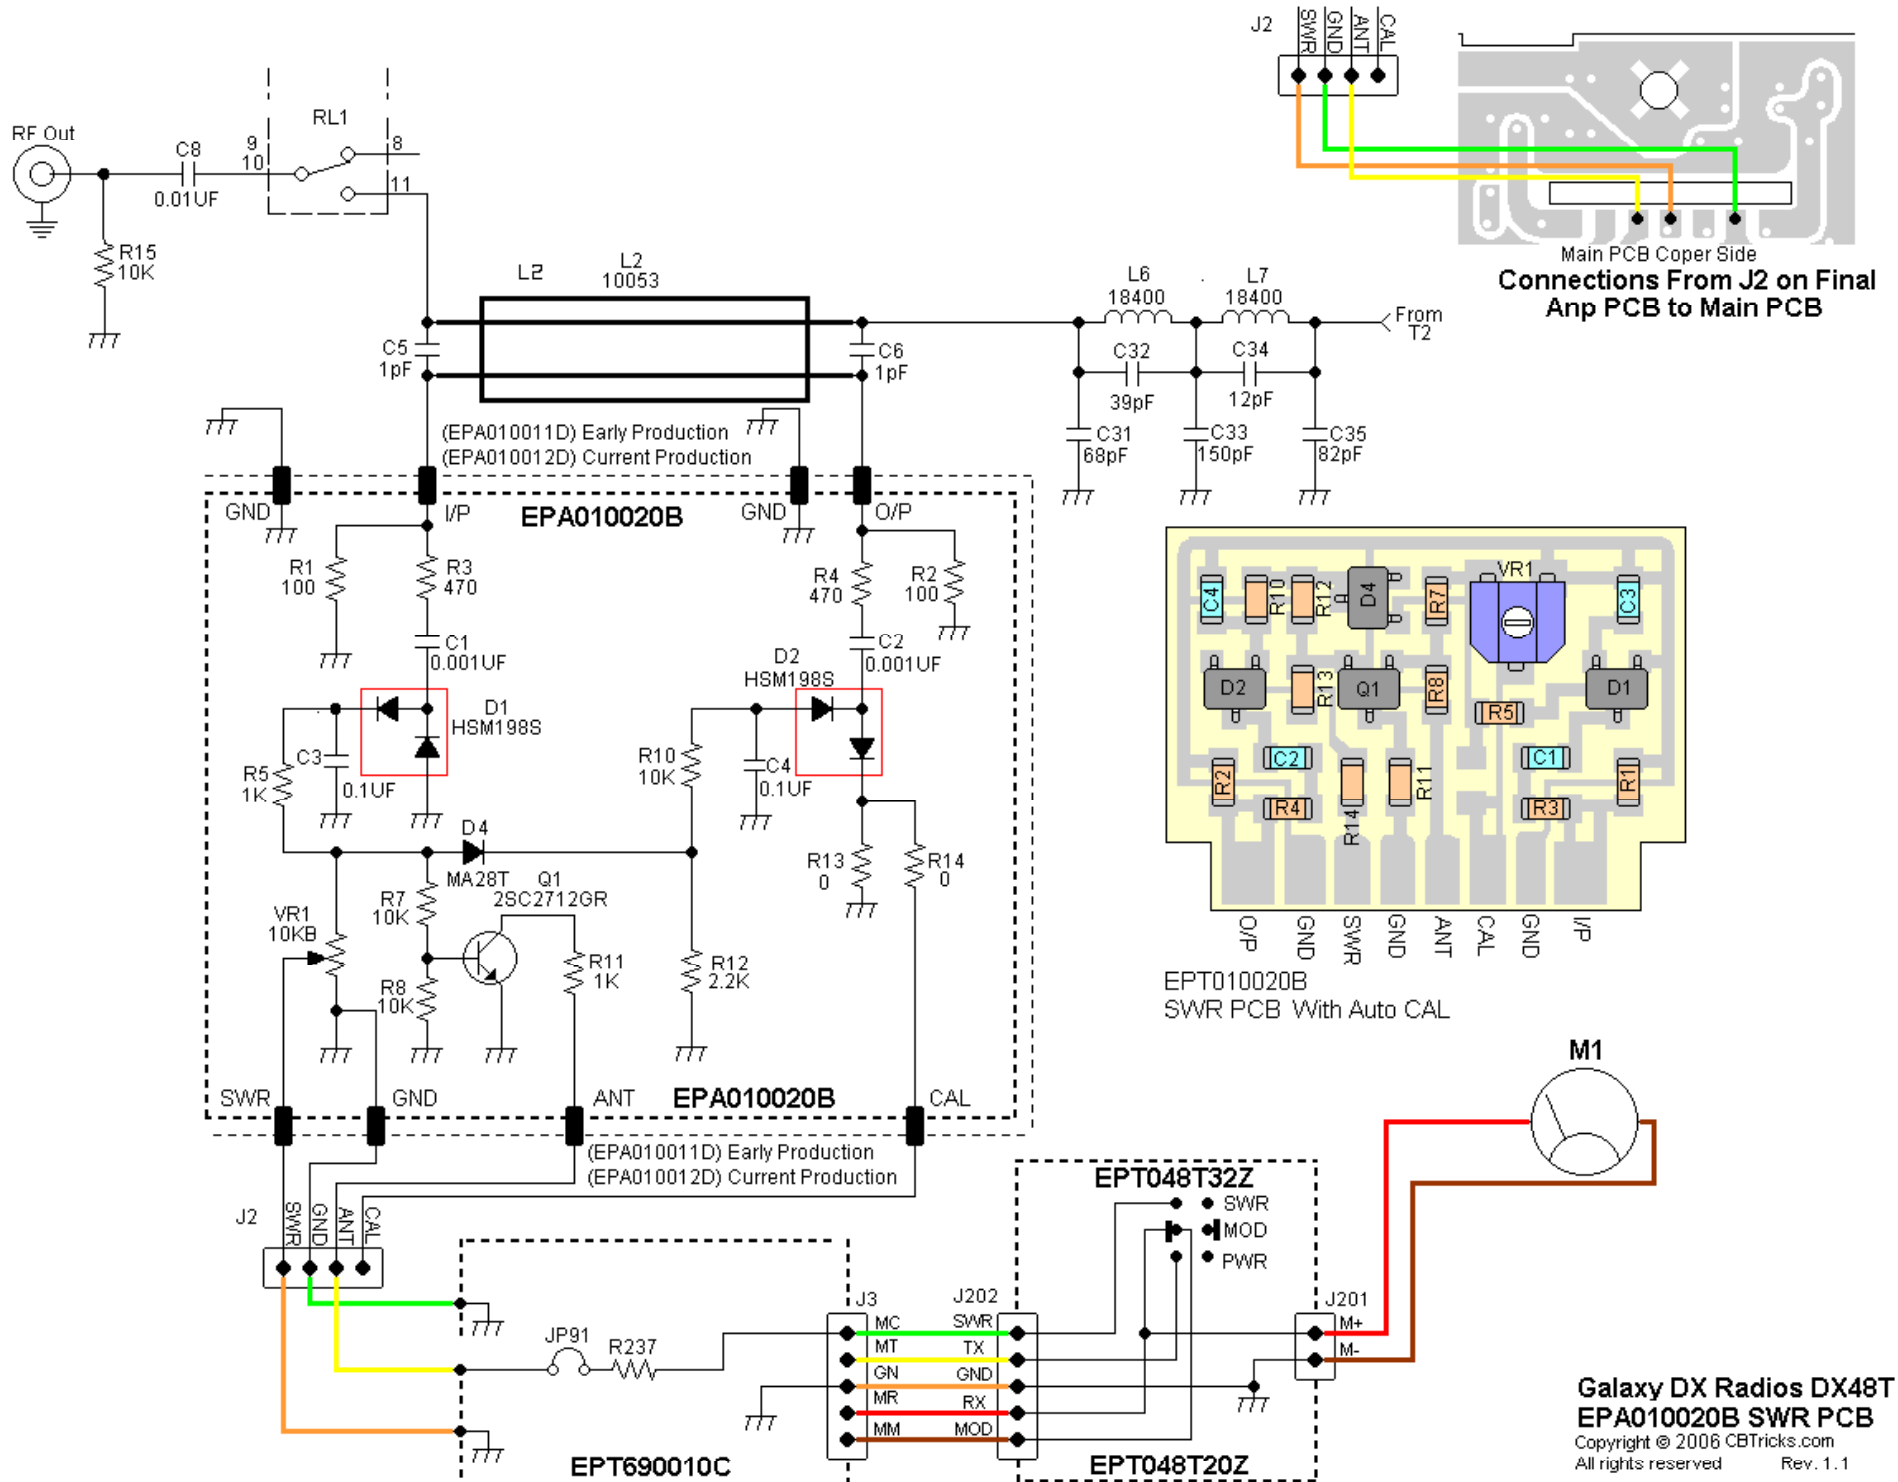 J2
SWR
GND
ANT
CAL
RF Out
C8
0.01UF
9
10
RL1
8
11
R15
10K
L2
L2
10053
C5
1pF
C6
1pF
L6
18400
L7
18400
From
T2
C32
39pF
C34
12pF
C31
68pF
C33
150pF
C35
82pF
Main PCB Coper Side
Connections From J2 on Final
Anp PCB to Main PCB
(EPA010011D) Early Production
(EPA010012D) Current Production
GND
I/P
EPA010020B
GND
O/P
R1
100
R3
470
R4
470
R2
100
C1
0.001UF
C2
0.001UF
D1
HSM198S
D2
HSM198S
C3
0.1UF
R5
1K
R10
10K
C4
0.1UF
D4
MA28T
Q1
2SC2712GR
R13
0
R14
0
VR1
10KB
R7
10K
R8
10K
R11
1K
R12
2.2K
SWR
GND
ANT
EPA010020B
CAL
(EPA010011D) Early Production
(EPA010012D) Current Production
C4
R10
R12
D4
R7
VR1
C3
D2
R13
Q1
R8
R5
D1
C2
C1
R2
R4
R14
R11
R3
R1
O/P
GND
SWR
GND
ANT
CAL
GND
I/P
EPT010020B
SWR PCB With Auto CAL
M1
J2
SWR
GND
ANT
CAL
JP91
R237
EPT690010C
J3
MC
MT
GN
MR
MM
J202
SWR
TX
GND
RX
MOD
EPT048T32Z
SWR
MOD
PWR
EPT048T20Z
J201
M+
M-
Galaxy DX Radios DX48T
EPA010020B SWR PCB
Copyright © 2006 CBTricks.com
All rights reserved Rev. 1.1